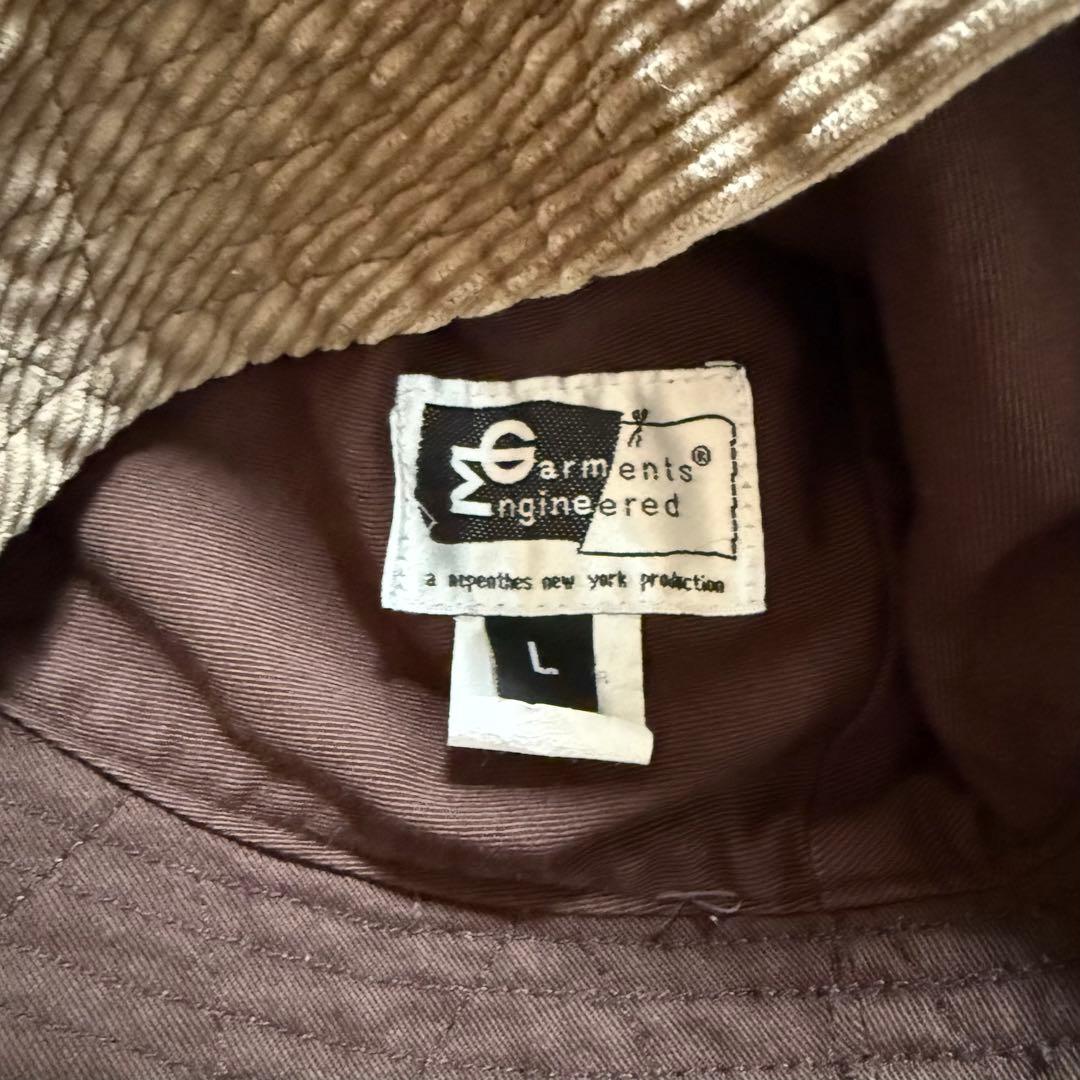 Garments®
Engineered
a nepenthes new york production
L